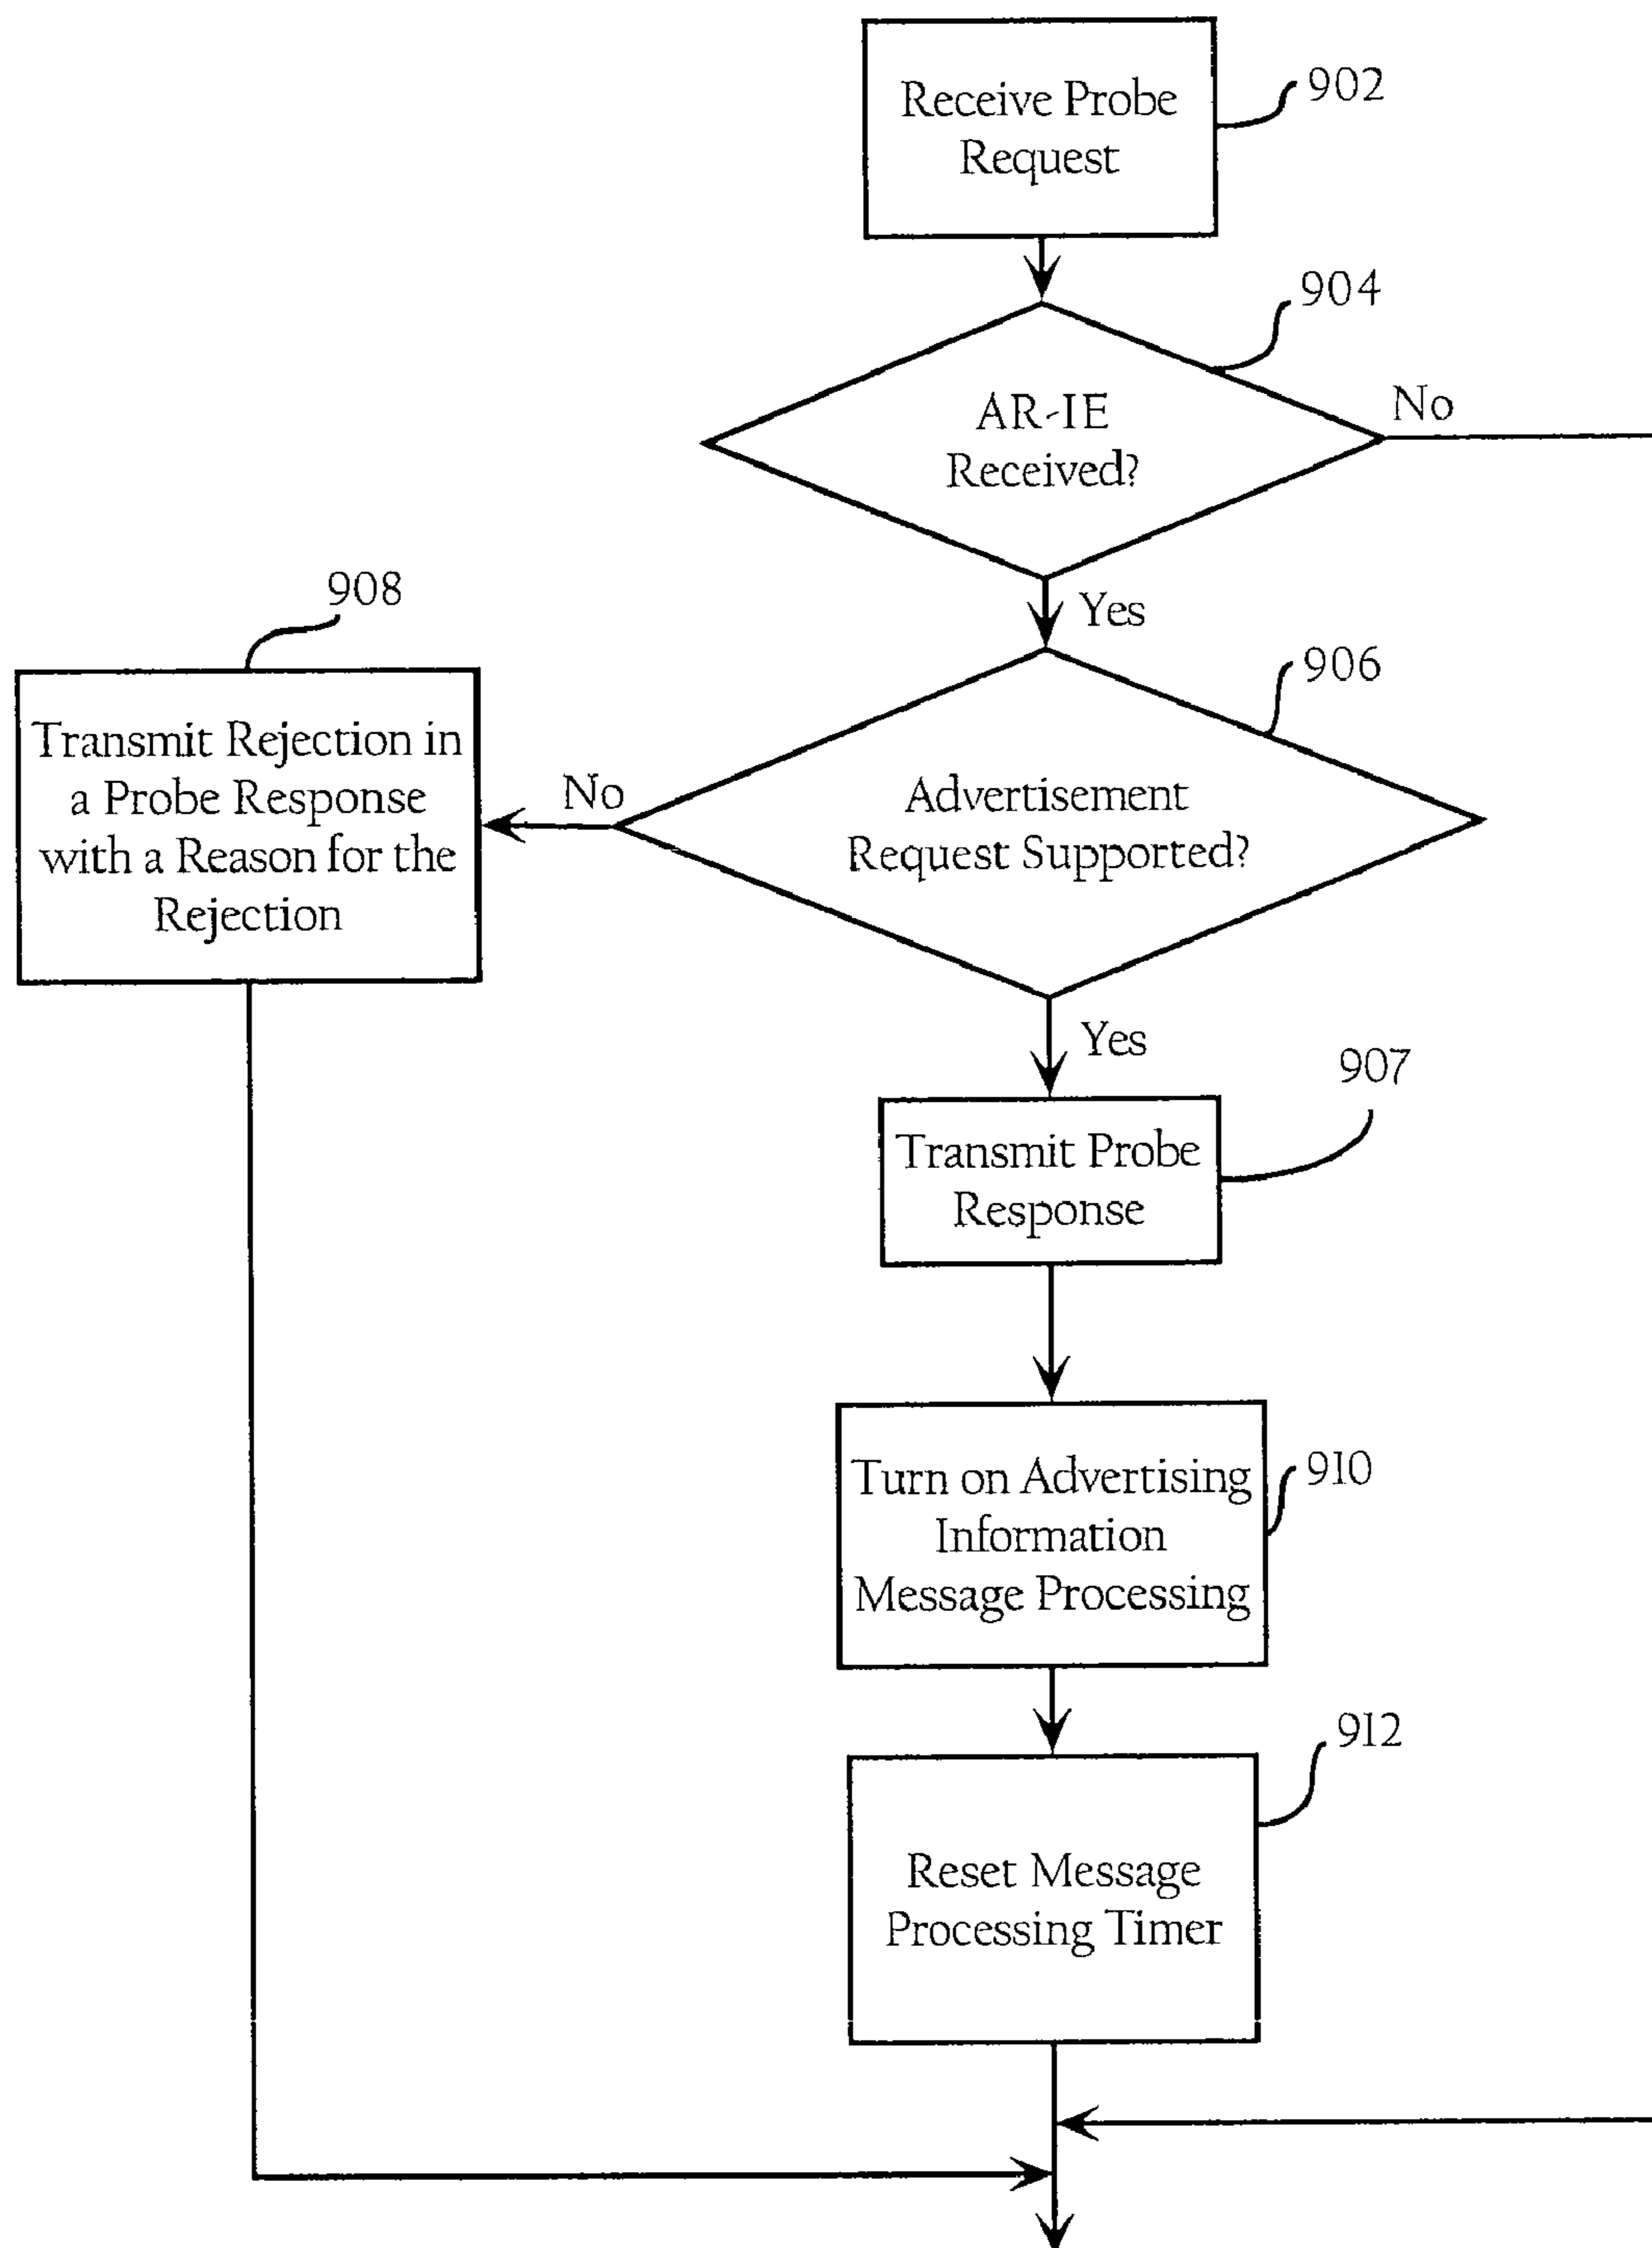 Receive Probe
Request
902
904
AR-IE
Received?
No
Yes
908
906
Transmit Rejection in
a Probe Response
with a Reason for the
Rejection
No
Advertisement
Request Supported?
Yes
907
Transmit Probe
Response
Turn on Advertising
Information
Message Processing
910
912
Reset Message
Processing Timer